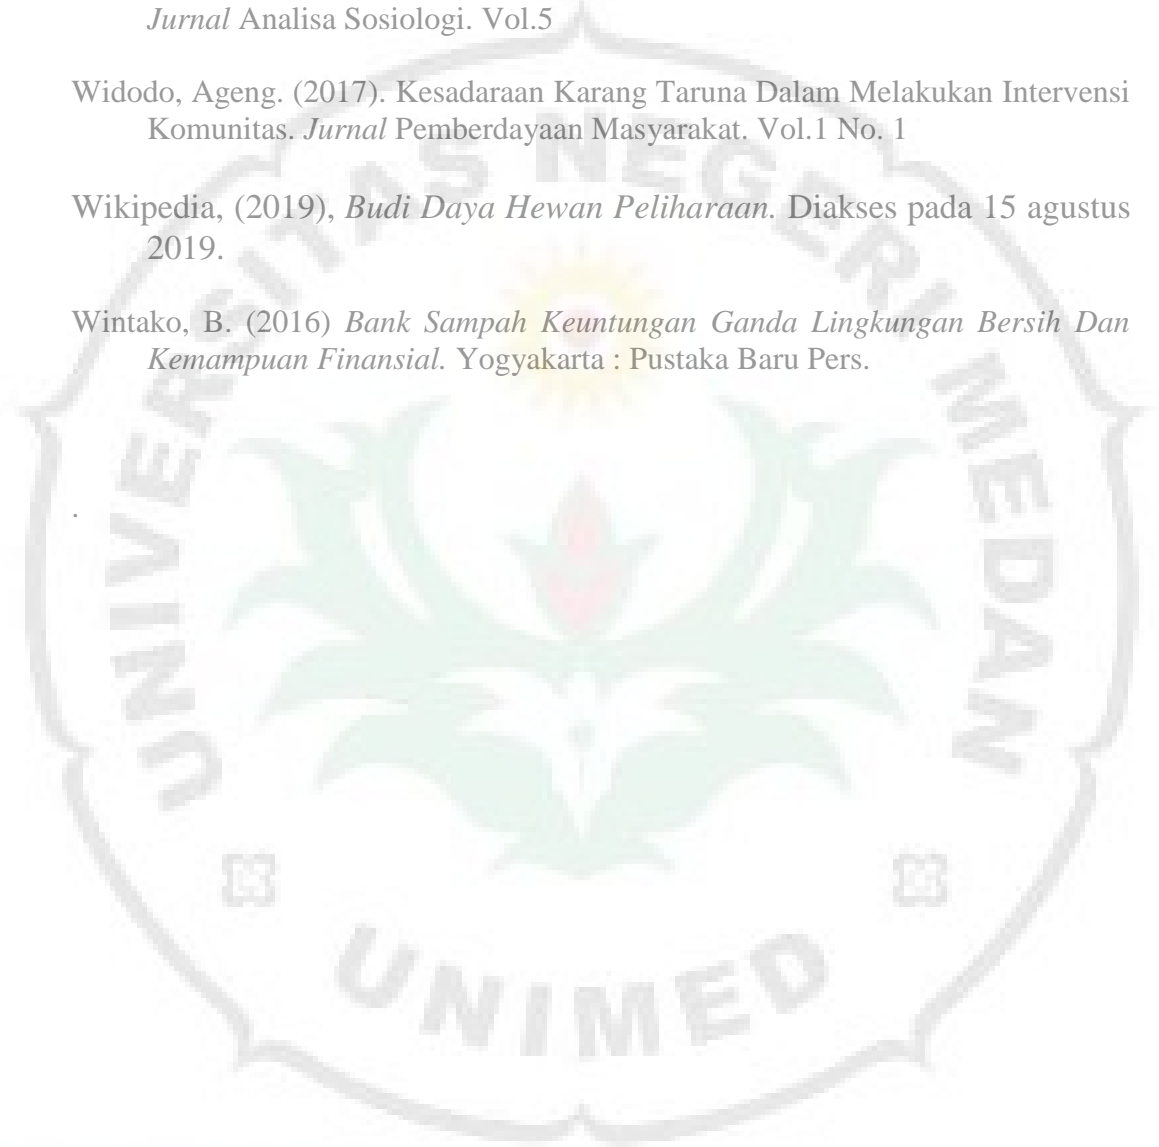 Jurnal Analisa Sosiologi. Vol.5
Widodo, Ageng. (2017). Kesadaraan Karang Taruna Dalam Melakukan Intervensi
Komunitas. Jurnal Pemberdayaan Masyarakat. Vol.1 No. 1
Wikipedia, (2019), Budi Daya Hewan Peliharaan. Diakses pada 15 agustus
2019.
Wintako, B. (2016) Bank Sampah Keuntungan Ganda Lingkungan Bersih Dan
Kemampuan Finansial. Yogyakarta : Pustaka Baru Pers.
.
UNIVERSITAS NEGERI MEDAN
UNIMED